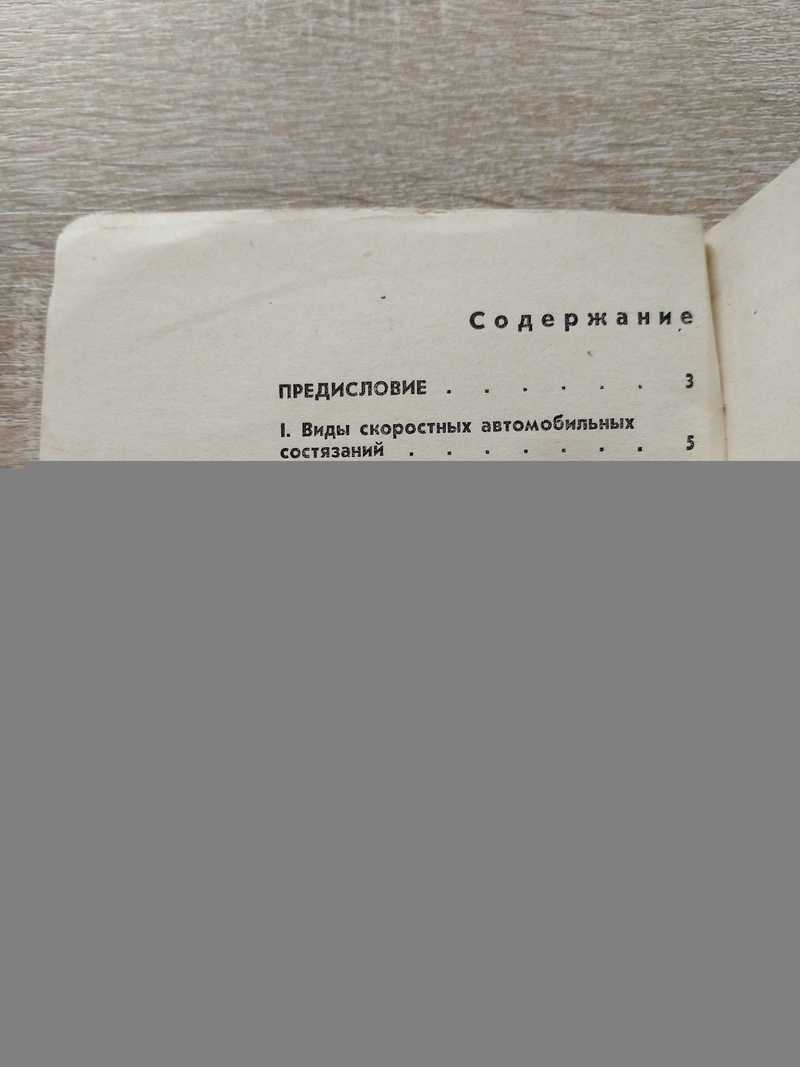 Содержание
ПРЕДИСЛОВИЕ . . . . . . 3
I. Виды скоростных автомобильных
состязаний . . . . . . . 5